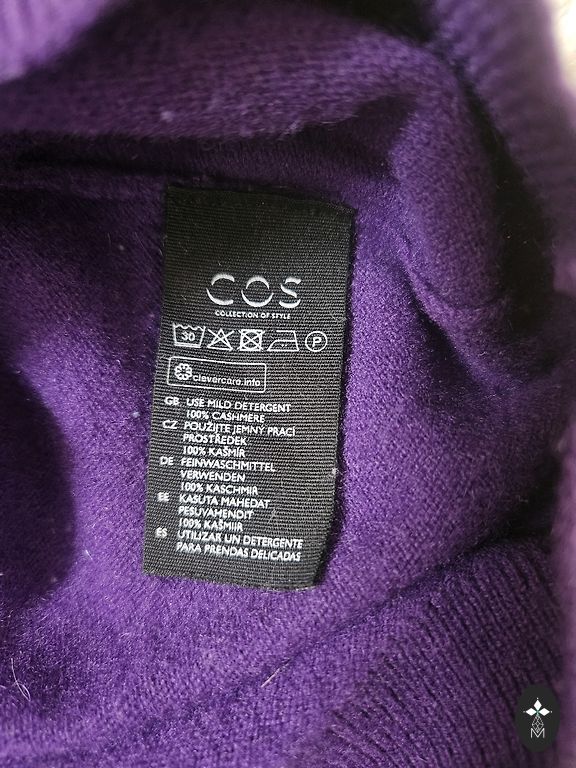 COS
COLLECTION OF STYLE
30 P
clevercare.info
GB USE MILD DETERGENT
100% CASHMERE
CZ POUŽIJTE JEMNÝ PRACÍ
PROSTŘEDEK
100% KAŠMÍR
DE FEINWASCHMITTEL
VERWENDEN
100% KASCHMIR
EE KASUTA MAHEDAT
PESUVAHENDIT
100% KAŠMIIR
ES UTILIZAR UN DETERGENTE
PARA PRENDAS DELICADAS
M